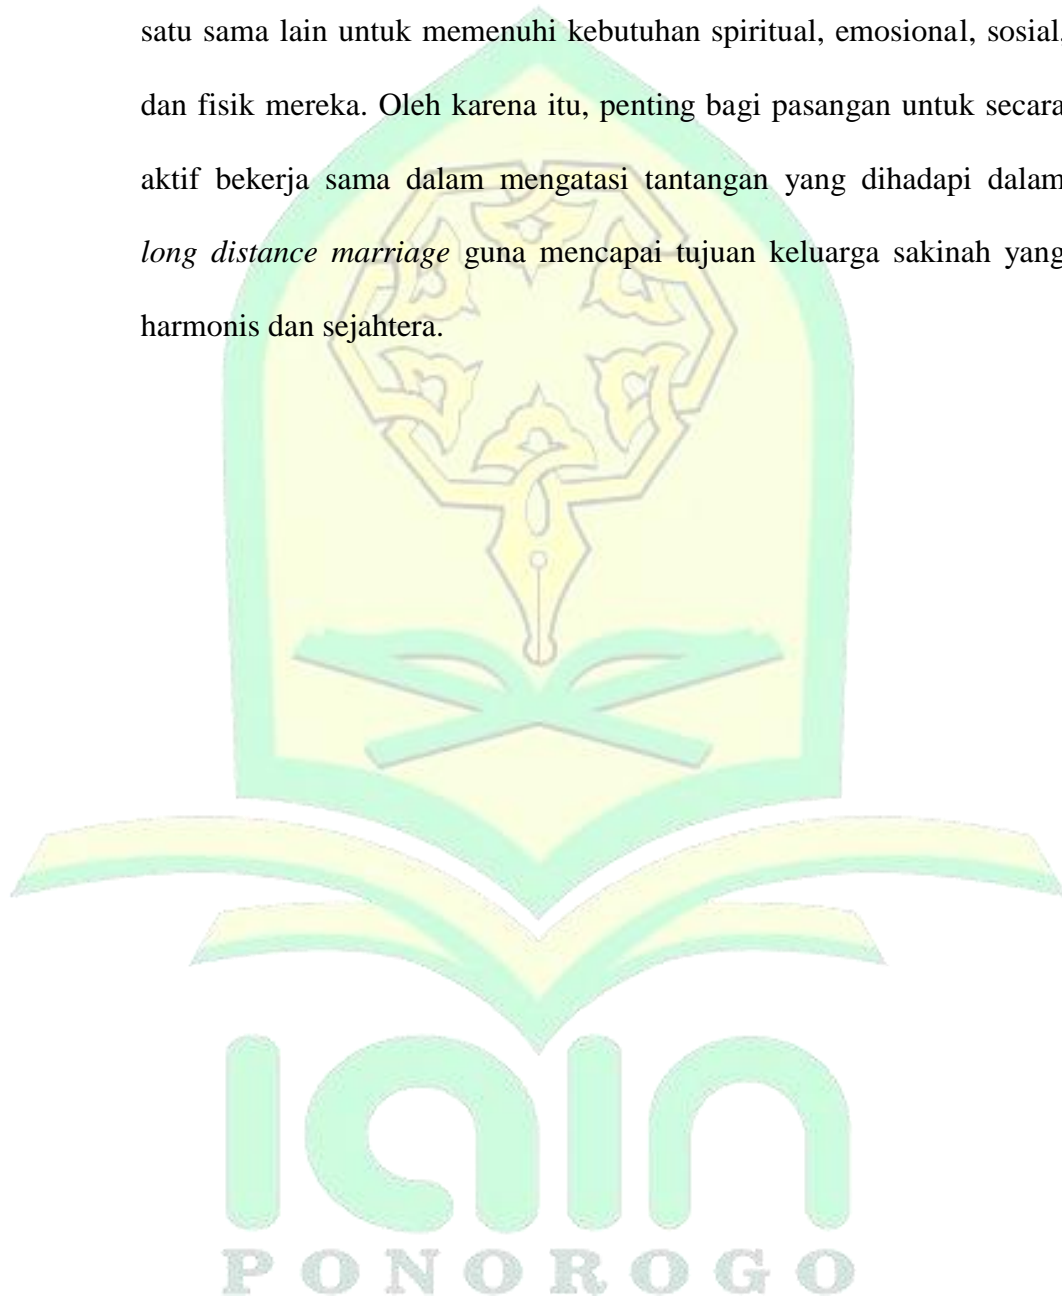 satu sama lain untuk memenuhi kebutuhan spiritual, emosional, sosial,
dan fisik mereka. Oleh karena itu, penting bagi pasangan untuk secara
aktif bekerja sama dalam mengatasi tantangan yang dihadapi dalam
long distance marriage guna mencapai tujuan keluarga sakinah yang
harmonis dan sejahtera.
iain
PONOROGO